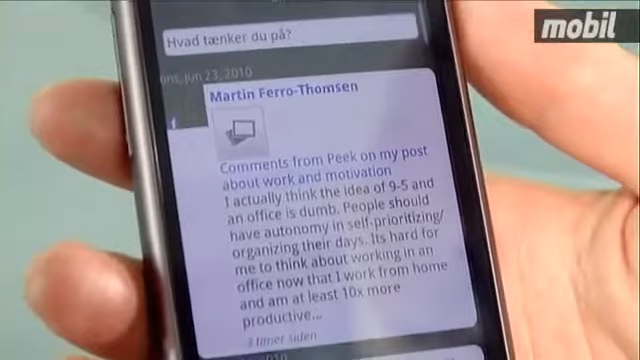 mobil
Hvad tænker du på?
ons, jun 23, 2010
Martin Ferro-Thomsen
Comments from Peek on my post
about work and motivation
I actually think the idea of 9-5 and
an office is dumb. People should
have autonomy in self-prioritizing/
organizing their days. Its hard for
me to think about working in an
office now that I work from home
and am at least 10x more
productive...
3 timer siden
2010